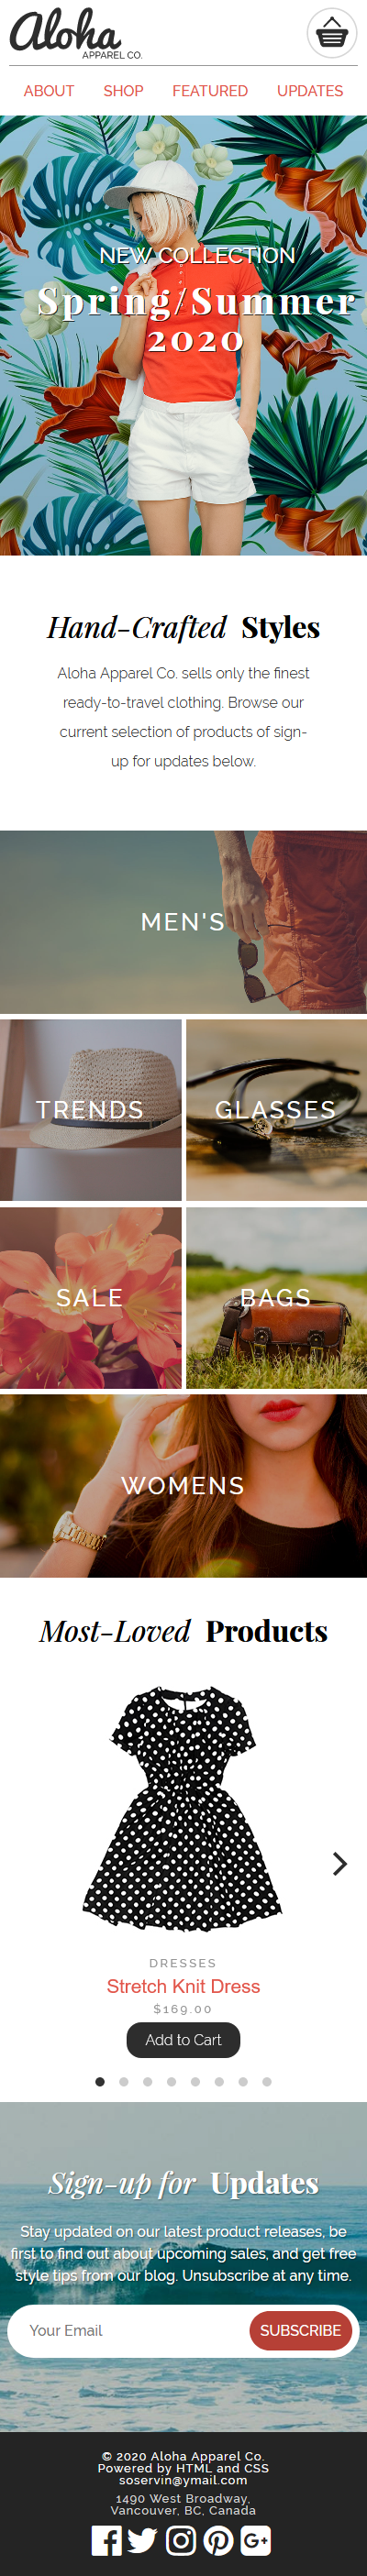 Aloha
APPAREL CO.
ABOUT SHOP FEATURED UPDATES
NEW COLLECTION
Spring/Summer
2020
Hand-Crafted Styles
Aloha Apparel Co. sells only the finest
ready-to-travel clothing. Browse our
current selection of products of sign-
up for updates below.
MEN'S
TRENDS
GLASSES
SALE
BAGS
WOMENS
Most-Loved Products
DRESSES
Stretch Knit Dress
$169.00
Add to Cart
Sign-up for Updates
Stay updated on our latest product releases, be
first to find out about upcoming sales, and get free
style tips from our blog. Unsubscribe at any time.
Your Email
SUBSCRIBE
© 2020 Aloha Apparel Co.
Powered by HTML and CSS
soservin@ymail.com
1490 West Broadway,
Vancouver, BC, Canada